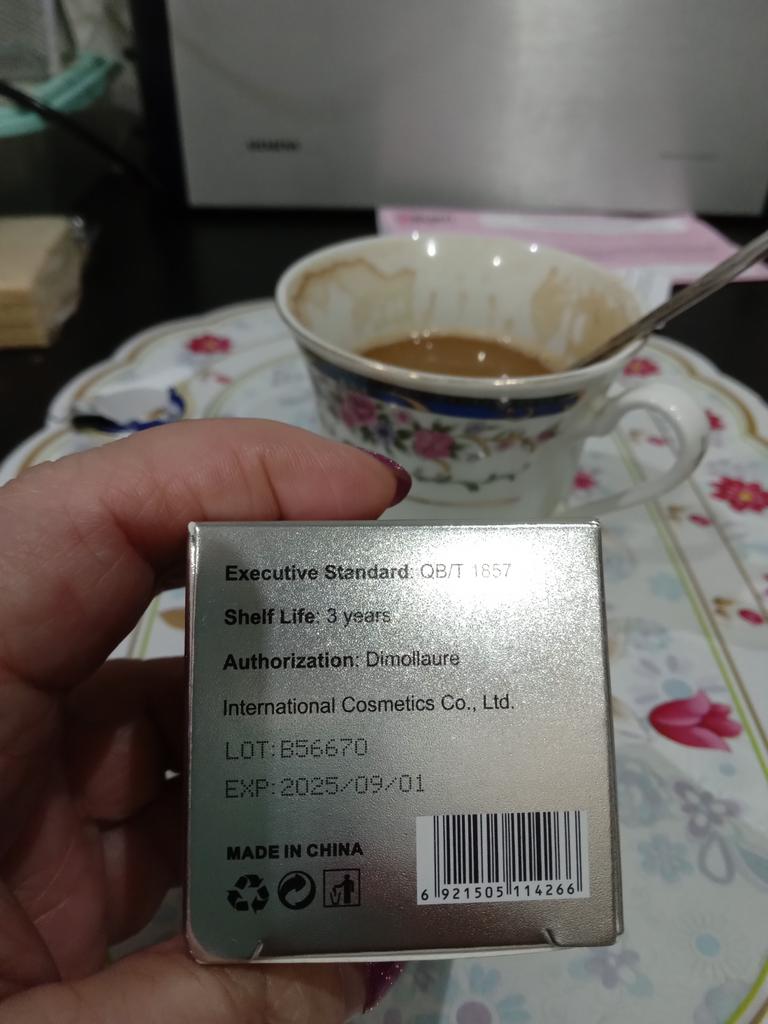 Executive Standard: QB/T 1857
Shelf Life: 3 years
Authorization: Dimollaure
International Cosmetics Co., Ltd.
LOT:B56670
EXP:2025/09/01
MADE IN CHINA
6 921505 114266